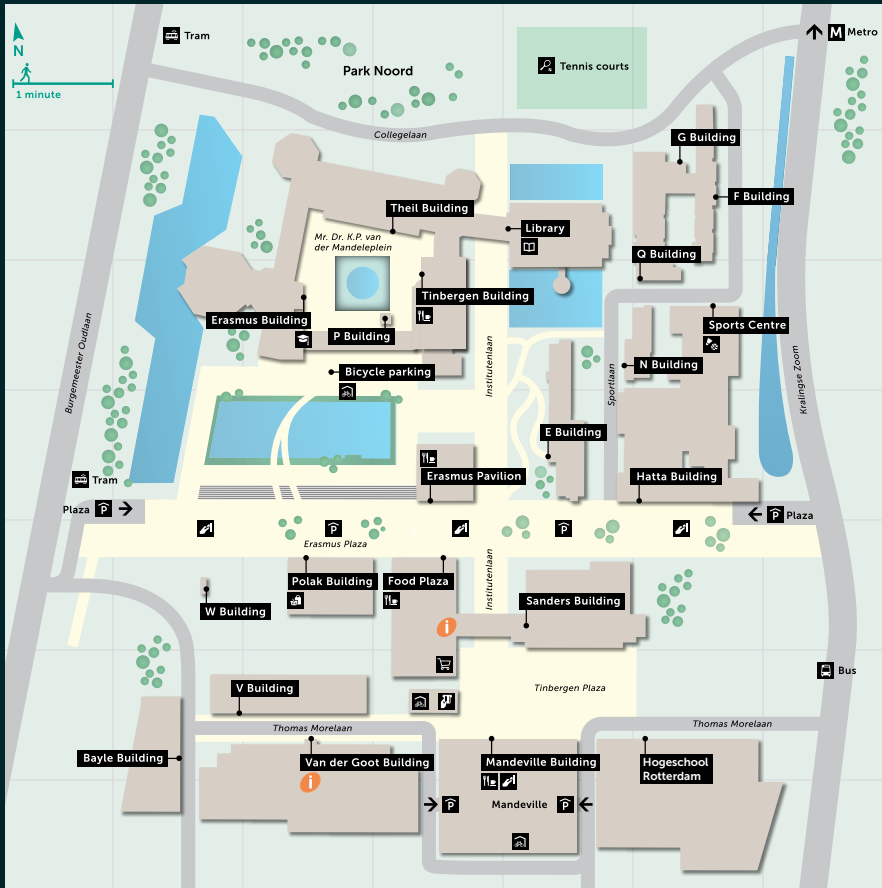 Tram
M Metro
N
Park Noord
Tennis courts
1 minute
Collegelaan
G Building
F Building
Theil Building
Library
Mr. Dr. K.P. van
der Mandeleplein
Q Building
Tinbergen Building
Erasmus Building
P Building
Sports Centre
Burgemeester Oudlaan
Institutenlaan
Sportlaan
N Building
Kralingse Zoom
Bicycle parking
E Building
Erasmus Pavilion
Hatta Building
Tram
Plaza P
P Plaza
P
P
Erasmus Plaza
Institutenlaan
Polak Building
Food Plaza
W Building
Sanders Building
i
Bus
V Building
Tinbergen Plaza
Thomas Morelaan
Thomas Morelaan
Bayle Building
Van der Goot Building
i
Mandeville Building
Hogeschool
Rotterdam
P
Mandeville
P